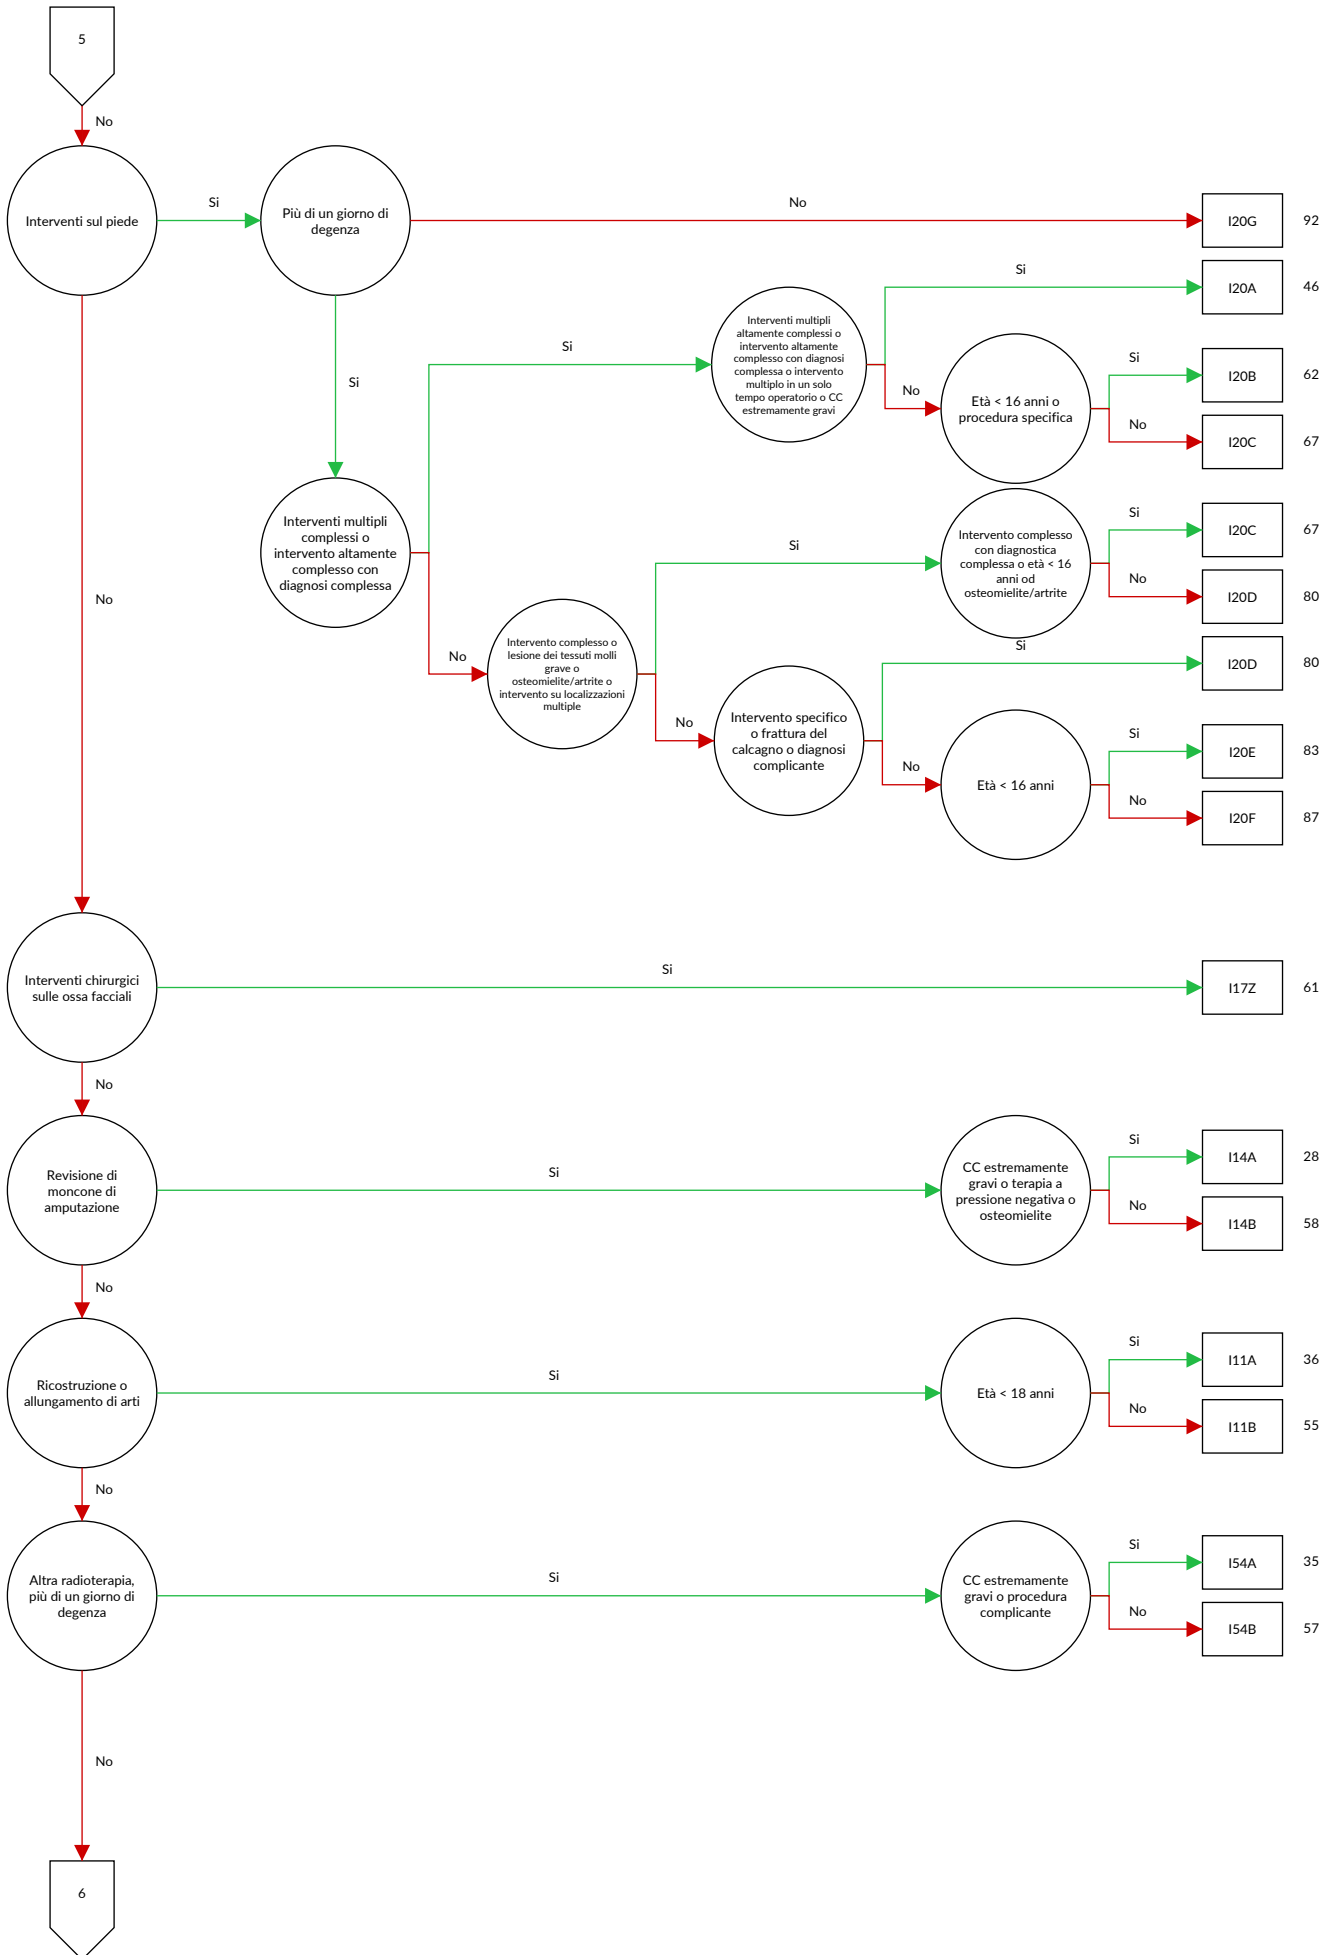 5
No
Interventi sul piede
Si
Più di un giorno di
degenza
No
I20G
92
Si
Si
I20A
46
Interventi multipli
altamente complessi o
intervento altamente
complesso con diagnosi
complessa o intervento
multiplo in un solo
tempo operatorio o CC
estremamente gravi
Si
No
Età < 16 anni o
procedura specifica
Si
I20B
62
No
I20C
67
Interventi multipli
complessi o
intervento altamente
complesso con
diagnosi complessa
No
Intervento complesso o
lesione dei tessuti molli
grave o
osteomielite/artrite o
intervento su localizzazioni
multiple
Si
Intervento complesso
con diagnostica
complessa o età < 16
anni od
osteomielite/artrite
Si
I20C
67
No
I20D
80
No
Intervento specifico
o frattura del
calcagno o diagnosi
complicante
Si
I20D
80
No
Età < 16 anni
Si
I20E
83
No
I20F
87
No
Interventi chirurgici
sulle ossa facciali
Si
I17Z
61
No
Revisione di
moncone di
amputazione
Si
CC estremamente
gravi o terapia a
pressione negativa o
osteomielite
Si
I14A
28
No
I14B
58
No
Ricostruzione o
allungamento di arti
Si
Età < 18 anni
Si
I11A
36
No
I11B
55
No
Altra radioterapia,
più di un giorno di
degenza
Si
CC estremamente
gravi o procedura
complicante
Si
I54A
35
No
I54B
57
No
6